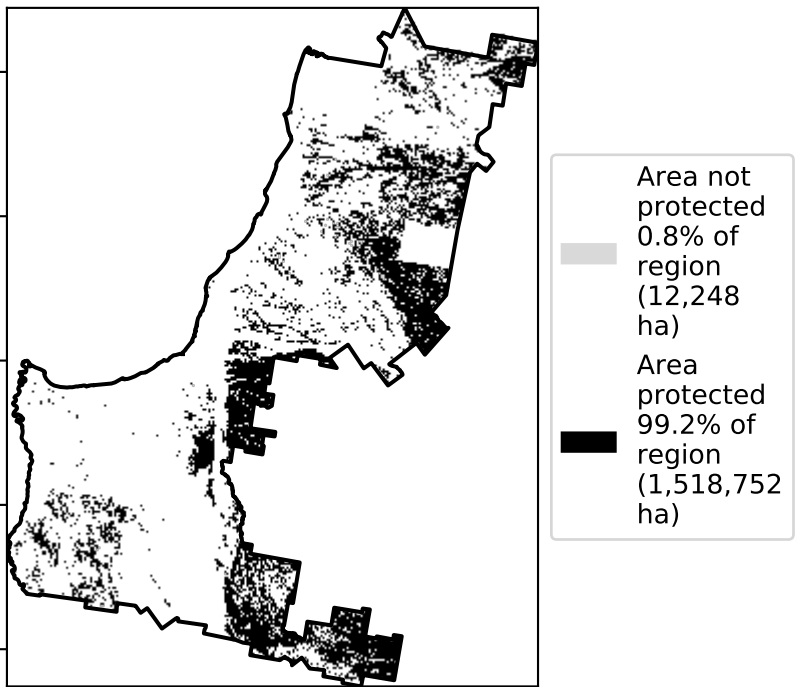 Area not
protected
0.8% of
region
(12,248
ha)
Area
protected
99.2% of
region
(1,518,752
ha)